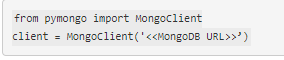 from pymongo import MongoClient
client = MongoClient('<<MongoDB URL>>’)